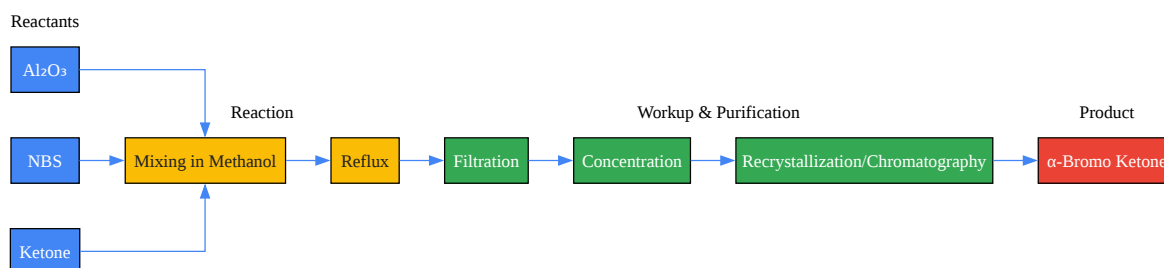 Reactants
Al₂O₃
Reaction
Workup & Purification
Product
NBS
Mixing in Methanol
Reflux
Filtration
Concentration
Recrystallization/Chromatography
α-Bromo Ketone
Ketone